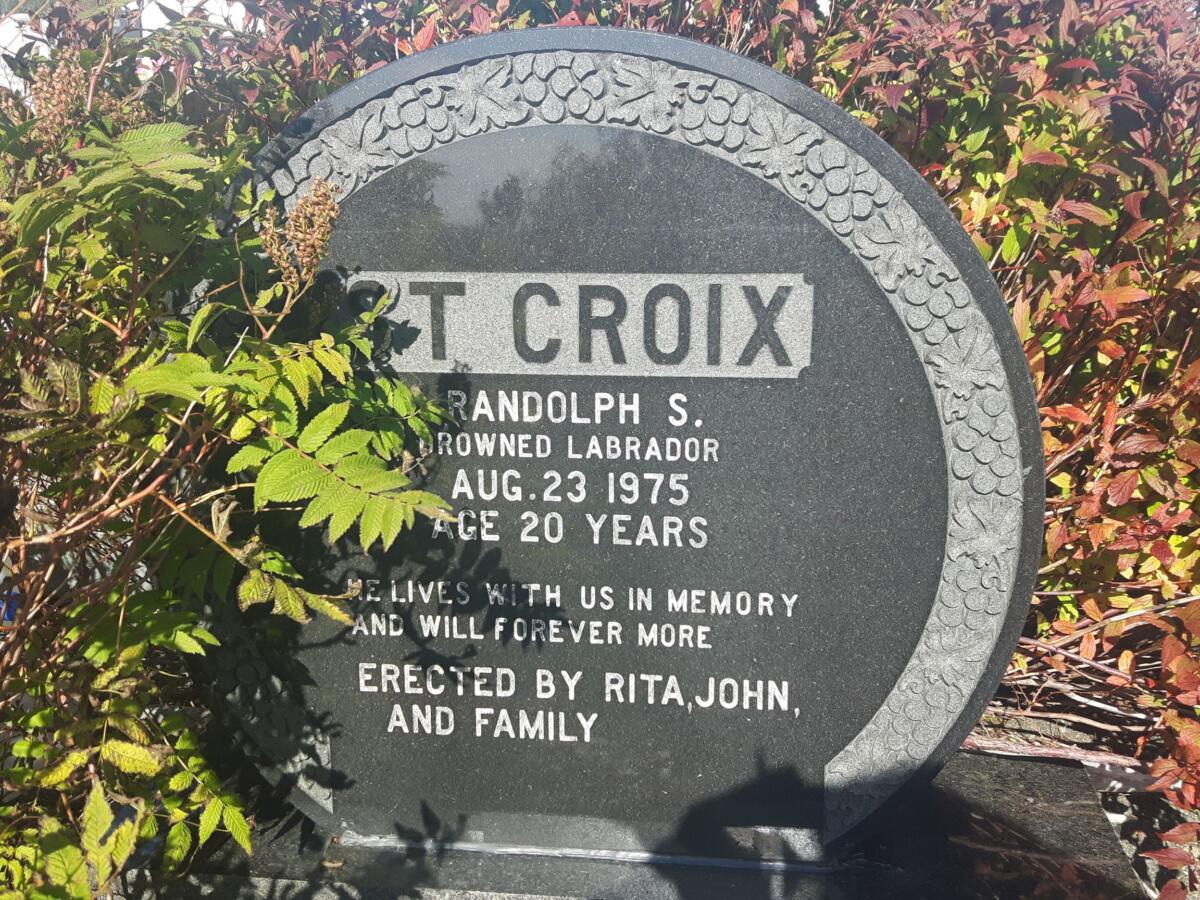 ST CROIX
RANDOLPH S.
DROWNED LABRADOR
AUG. 23 1975
AGE 20 YEARS
HE LIVES WITH US IN MEMORY
AND WILL FOREVER MORE
ERECTED BY RITA, JOHN,
AND FAMILY